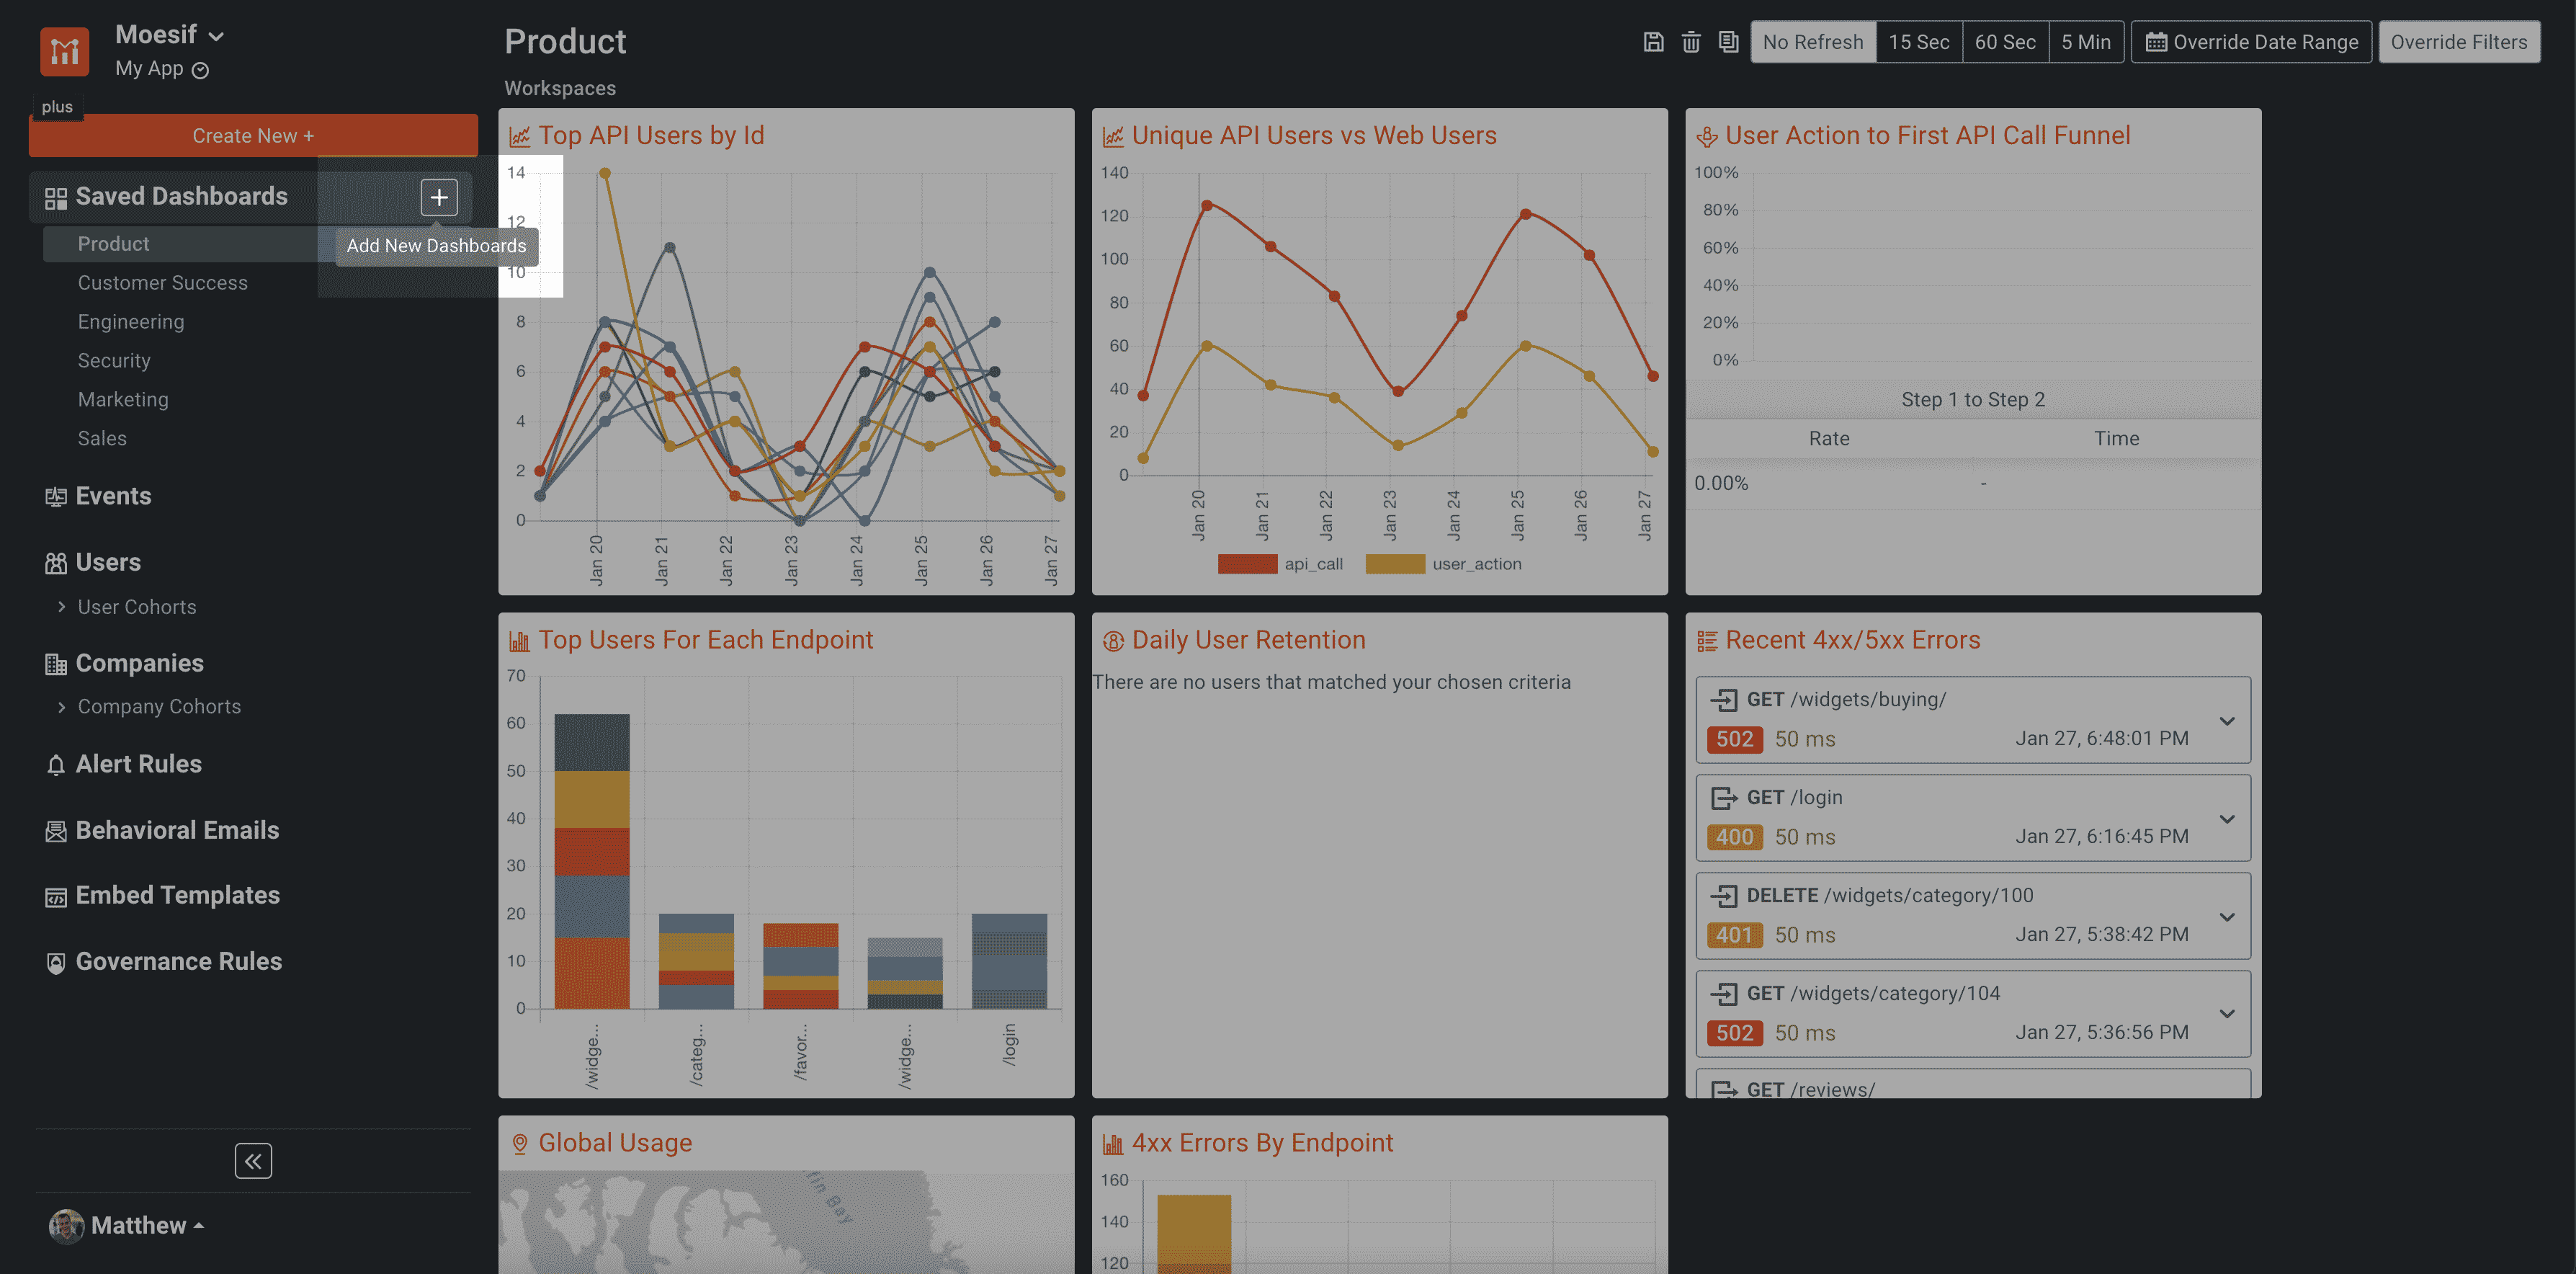 Moesif
My App
plus
Create New +
Saved Dashboards
Add New Dashboards
Product
Customer Success
Engineering
Security
Marketing
Sales
Events
Users
User Cohorts
Companies
Company Cohorts
Alert Rules
Behavioral Emails
Embed Templates
Governance Rules
Matthew
Product
No Refresh
15 Sec
60 Sec
5 Min
Override Date Range
Override Filters
Workspaces
Top API Users by Id
14
12
10
8
6
4
2
0
Jan 20
Jan 21
Jan 22
Jan 23
Jan 24
Jan 25
Jan 26
Jan 27
Unique API Users vs Web Users
140
120
100
80
60
40
20
0
Jan 20
Jan 21
Jan 22
Jan 23
Jan 24
Jan 25
Jan 26
Jan 27
api_call
user_action
User Action to First API Call Funnel
100%
80%
60%
40%
20%
0%
Step 1 to Step 2
Rate Time
0.00% -
Top Users For Each Endpoint
70
60
50
40
30
20
10
0
/widge...
/categ...
/favor...
/widge...
/login
Daily User Retention
There are no users that matched your chosen criteria
Recent 4xx/5xx Errors
GET /widgets/buying/
502 50 ms Jan 27, 6:48:01 PM
GET /login
400 50 ms Jan 27, 6:16:45 PM
DELETE /widgets/category/100
401 50 ms Jan 27, 5:38:42 PM
GET /widgets/category/104
502 50 ms Jan 27, 5:36:56 PM
GET /reviews/
Global Usage
Bay
4xx Errors By Endpoint
160
140
120